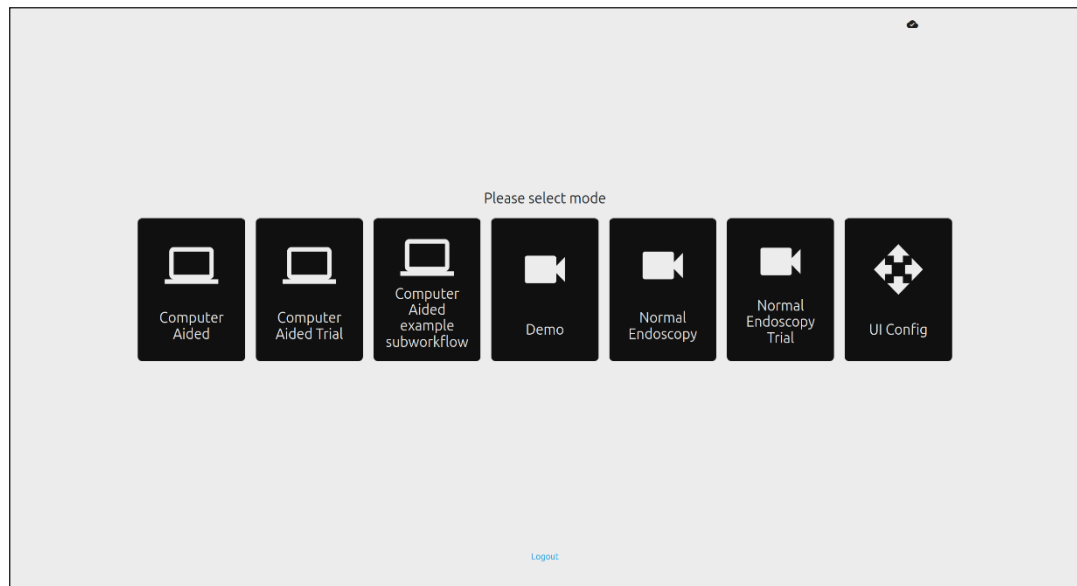 Please select mode
Computer
Aided
Computer
Aided Trial
Computer
Aided
example
subworkflow
Demo
Normal
Endoscopy
Normal
Endoscopy
Trial
UI Config
Logout